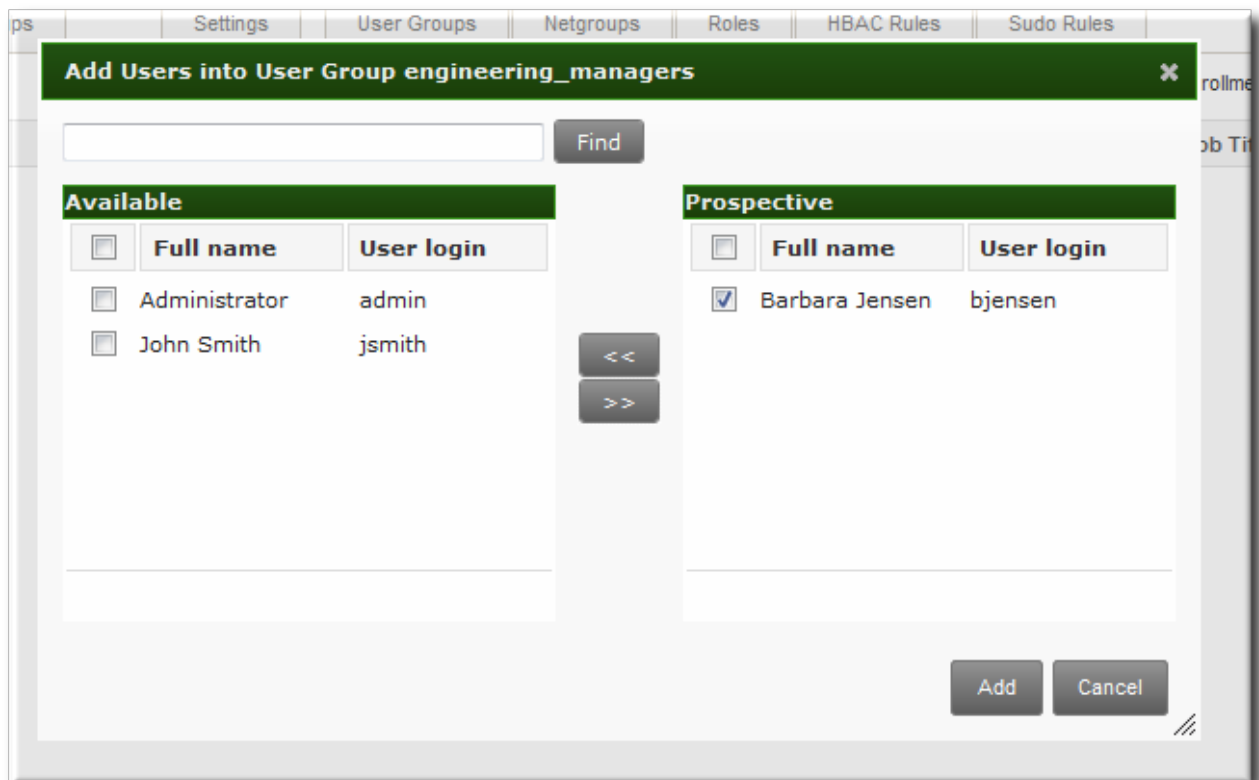 ps Settings User Groups Netgroups Roles HBAC Rules Sudo Rules
Add Users into User Group engineering_managers
rollme
Find
ob Tit
Available Prospective
Full name User login Full name User login
Administrator admin Barbara Jensen bjensen
John Smith jsmith
<<
>>
Add Cancel